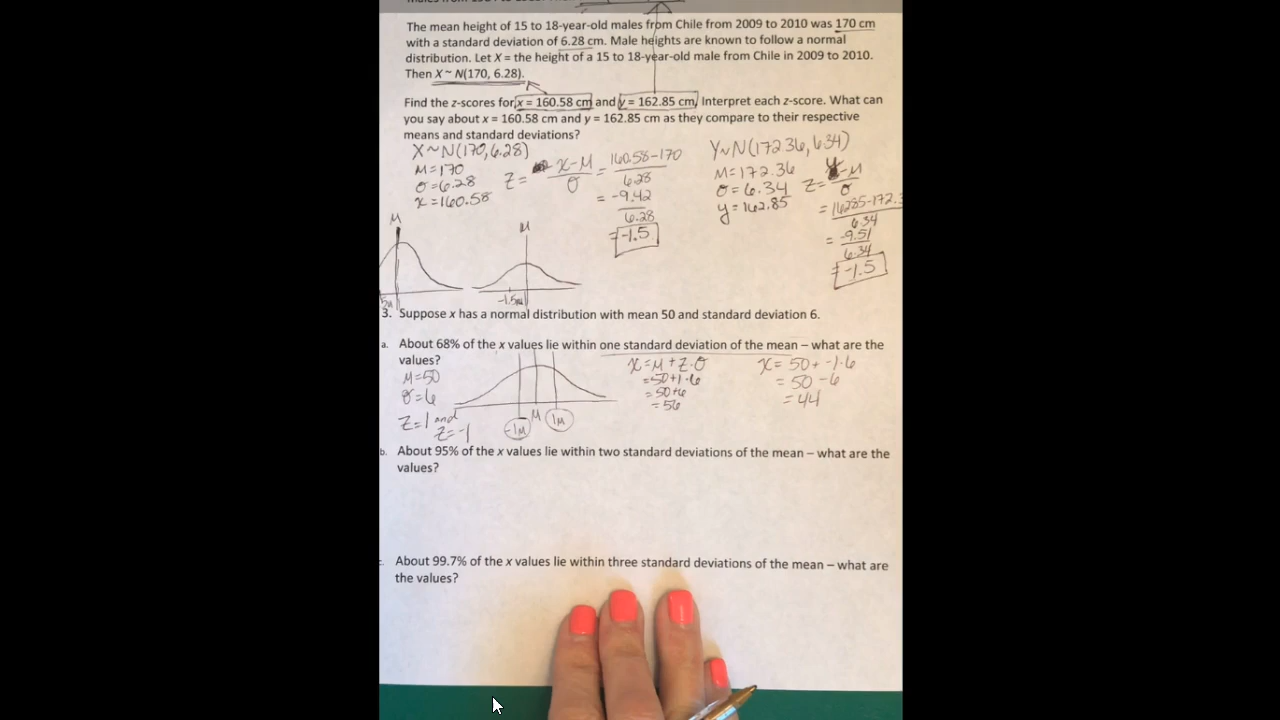 The mean height of 15 to 18-year-old males from Chile from 2009 to 2010 was 170 cm
with a standard deviation of 6.28 cm. Male heights are known to follow a normal
distribution. Let X = the height of a 15 to 18-year-old male from Chile in 2009 to 2010.
Then X ~ N(170, 6.28).
Find the z-scores for x = 160.58 cm and y = 162.85 cm. Interpret each z-score. What can
you say about x = 160.58 cm and y = 162.85 cm as they compare to their respective
means and standard deviations?
X~N(170,6.28)
M=170
σ=6.28
x=160.58
Z= x-M / σ = 160.58-170 / 6.28
= -9.42 / 6.28
= -1.5
Y~N(172.36, 6.34)
M=172.36
σ=6.34
y=162.85
Z= y-M / σ
= 162.85-172.3 / 6.34
= -9.51 / 6.34
= -1.5
M
M
-1.5M
3. Suppose x has a normal distribution with mean 50 and standard deviation 6.
a. About 68% of the x values lie within one standard deviation of the mean – what are the
values?
M=50
σ=6
Z=1 and
Z=-1
-1M M 1M
x=M+Z·σ
=50+1·6
=50+6
=56
x= 50+ -1·6
= 50-6
= 44
b. About 95% of the x values lie within two standard deviations of the mean – what are the
values?
c. About 99.7% of the x values lie within three standard deviations of the mean – what are
the values?